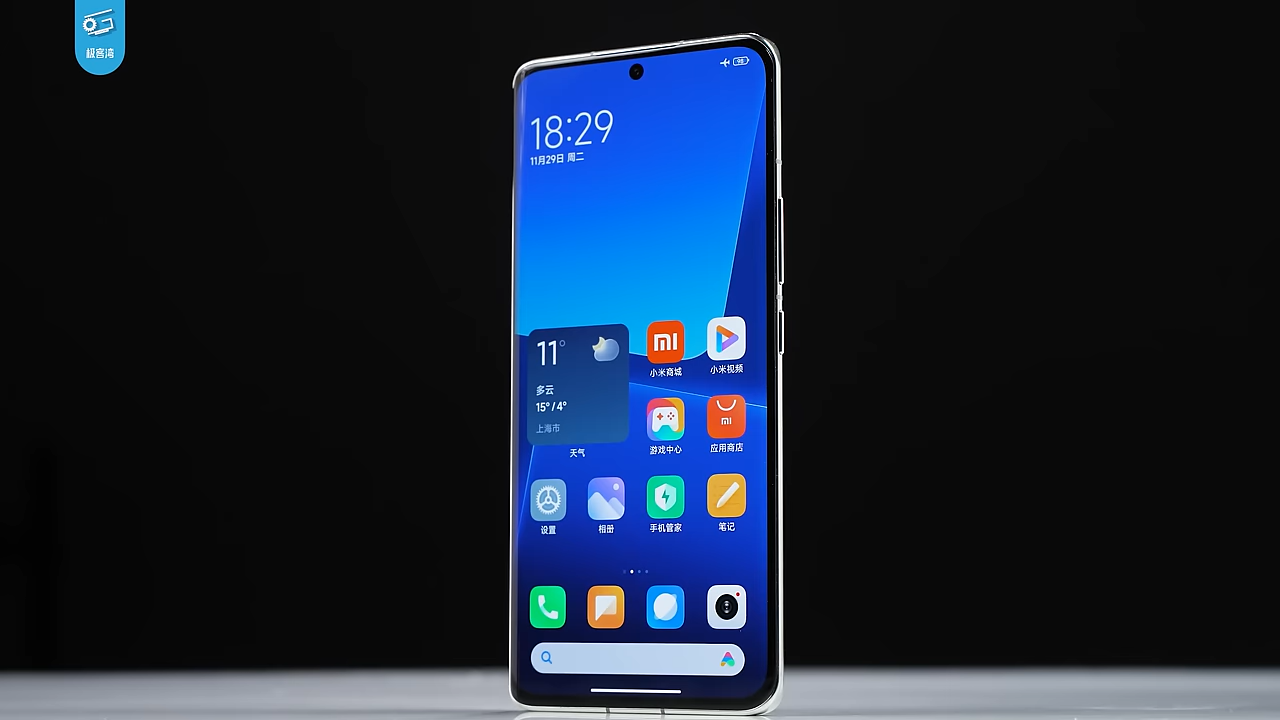 极客湾
98
18:29
11月29日 周二
11°
多云
15° / 4°
上海市
天气
小米商城
小米视频
游戏中心
应用商店
设置
相册
手机管家
笔记